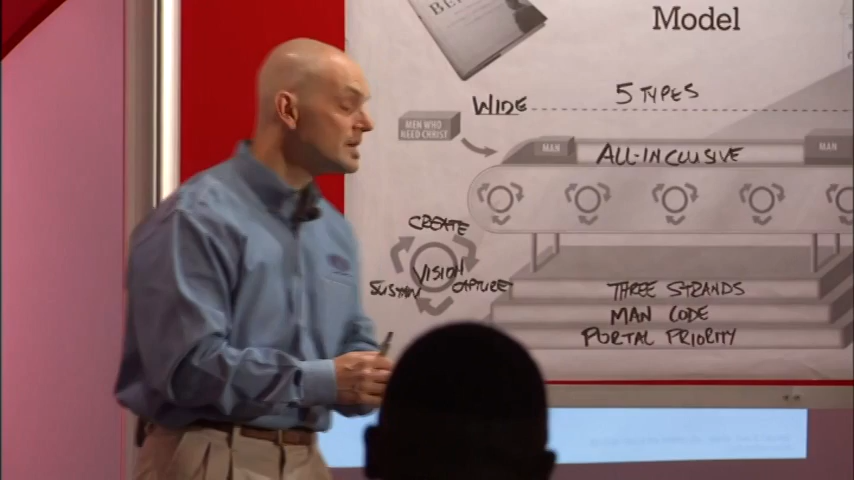 Model
WIDE
5 TYPES
MEN WHO
NEED CHRIST
MAN
ALL-INCLUSIVE
MAN
CREATE
VISION
SUSTAIN
CAPTURE
THREE STRANDS
MAN CODE
PORTAL PRIORITY